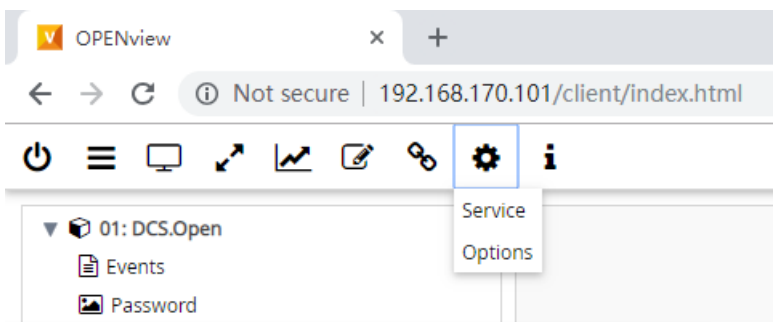 OPENview
Not secure | 192.168.170.101/client/index.html
Service
Options
01: DCS.Open
Events
Password